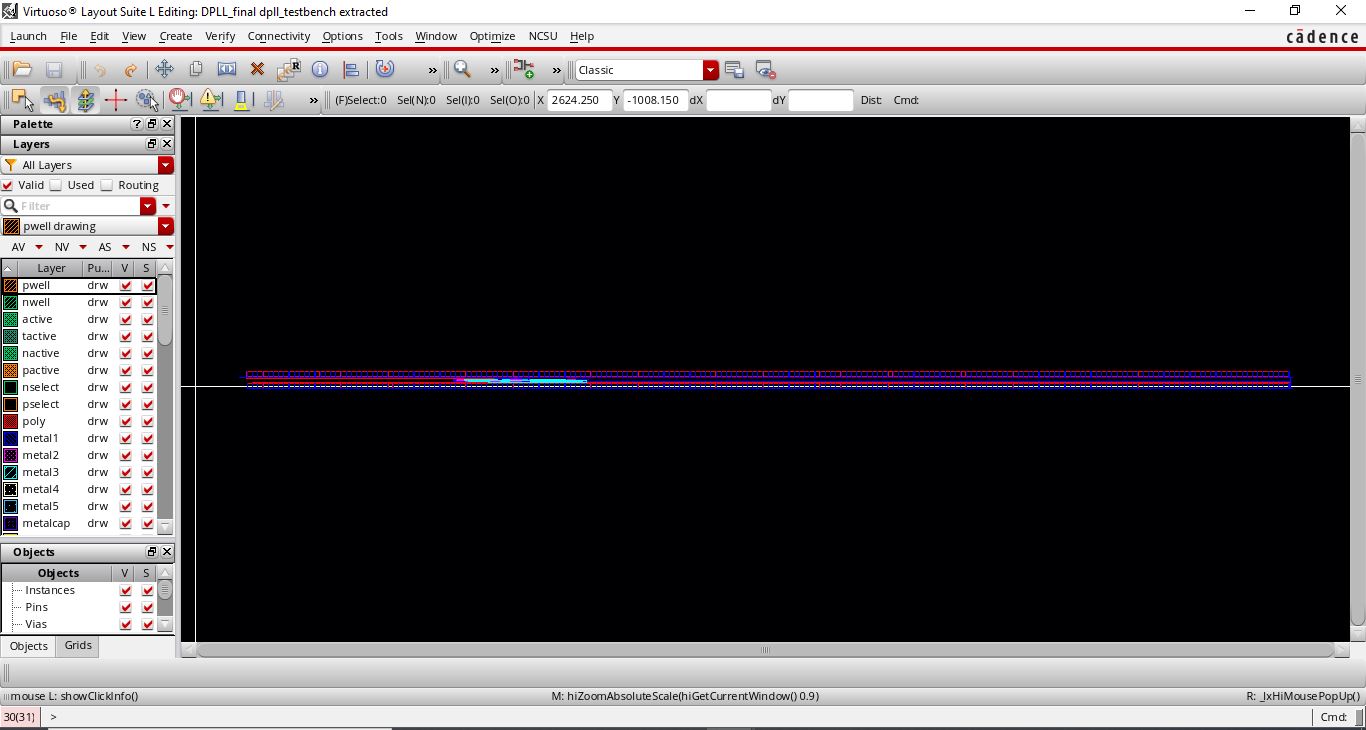 Virtuoso® Layout Suite L Editing: DPLL_final dpll_testbench extracted
Launch File Edit View Create Verify Connectivity Options Tools Window Optimize NCSU Help
cādence
» » » Classic
» (F)Select:0 Sel(N):0 Sel(I):0 Sel(O):0 X 2624.250 Y -1008.150 dX dY Dist: Cmd:
Palette ?
Layers
All Layers
Valid Used Routing
Filter
pwell drawing
AV NV AS NS
Layer Pu... V S
pwell drw
nwell drw
active drw
tactive drw
nactive drw
pactive drw
nselect drw
pselect drw
poly drw
metal1 drw
metal2 drw
metal3 drw
metal4 drw
metal5 drw
metalcap drw
Objects
Objects V S
Instances
Pins
Vias
Objects Grids
mouse L: showClickInfo() M: hiZoomAbsoluteScale(hiGetCurrentWindow() 0.9) R: _lxHiMousePopUp()
30(31) > Cmd: